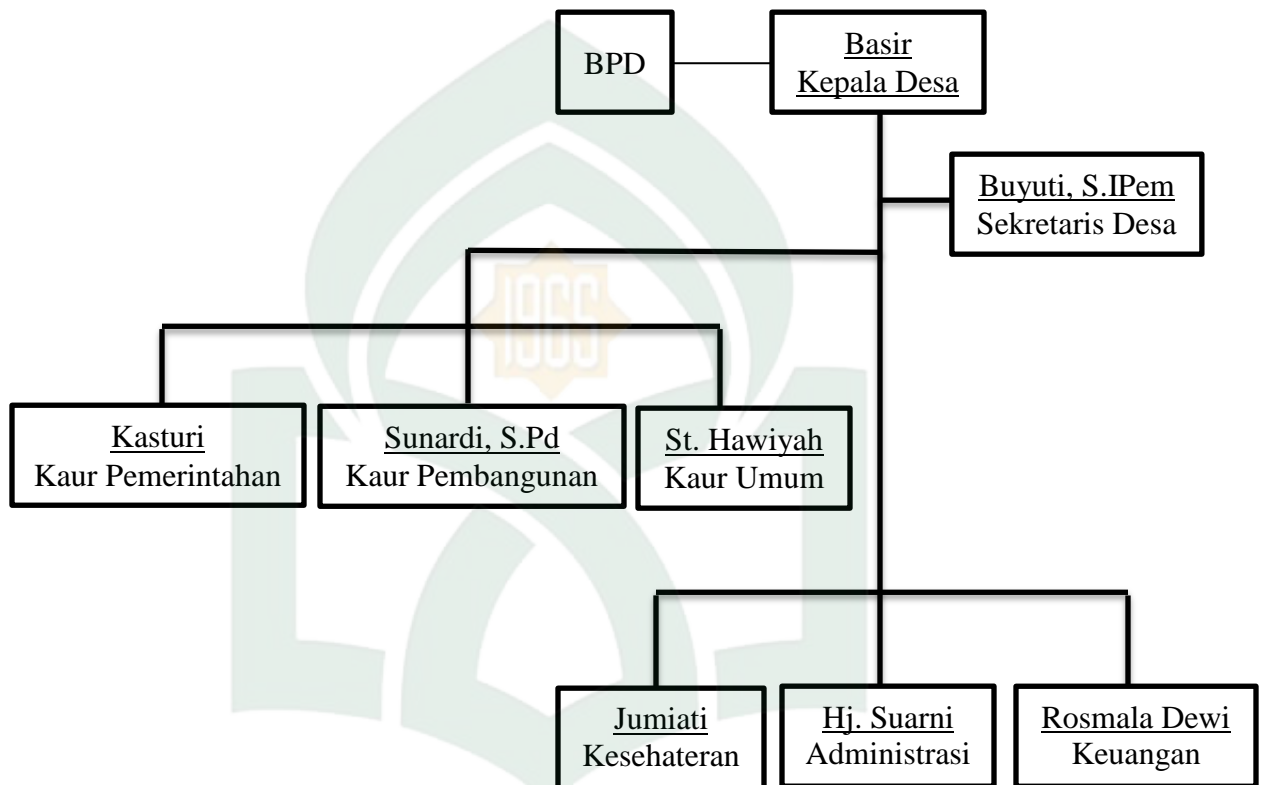 BPD
Basir
Kepala Desa
Buyuti, S.IPem
Sekretaris Desa
1965
Kasturi
Kaur Pemerintahan
Sunardi, S.Pd
Kaur Pembangunan
St. Hawiyah
Kaur Umum
Jumiati
Kesehateran
Hj. Suarni
Administrasi
Rosmala Dewi
Keuangan